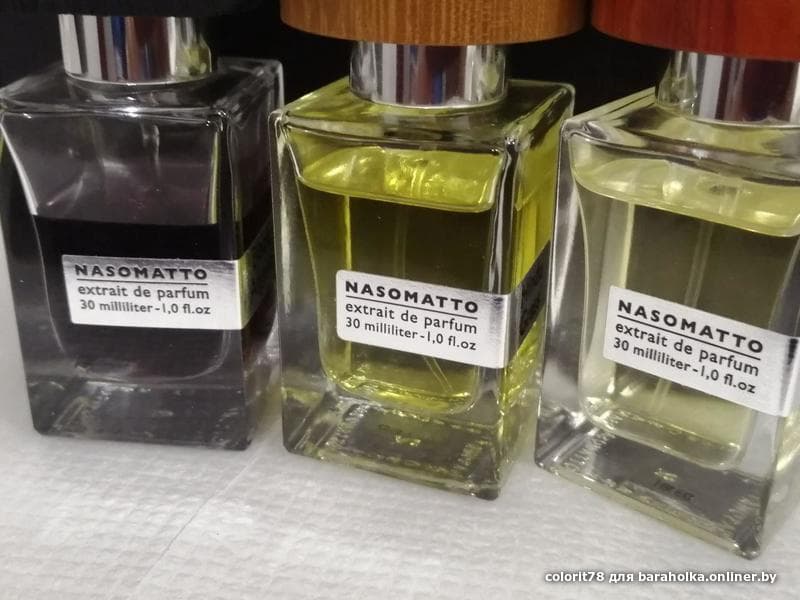 NASOMATTO
extrait de parfum
30 milliliter-1,0 fl.oz
NASOMATTO
extrait de parfum
30 milliliter-1,0 fl.oz
NASOMATTO
extrait de parfum
30 milliliter-1,0 fl.oz
colorit78 для baraholka.onliner.by